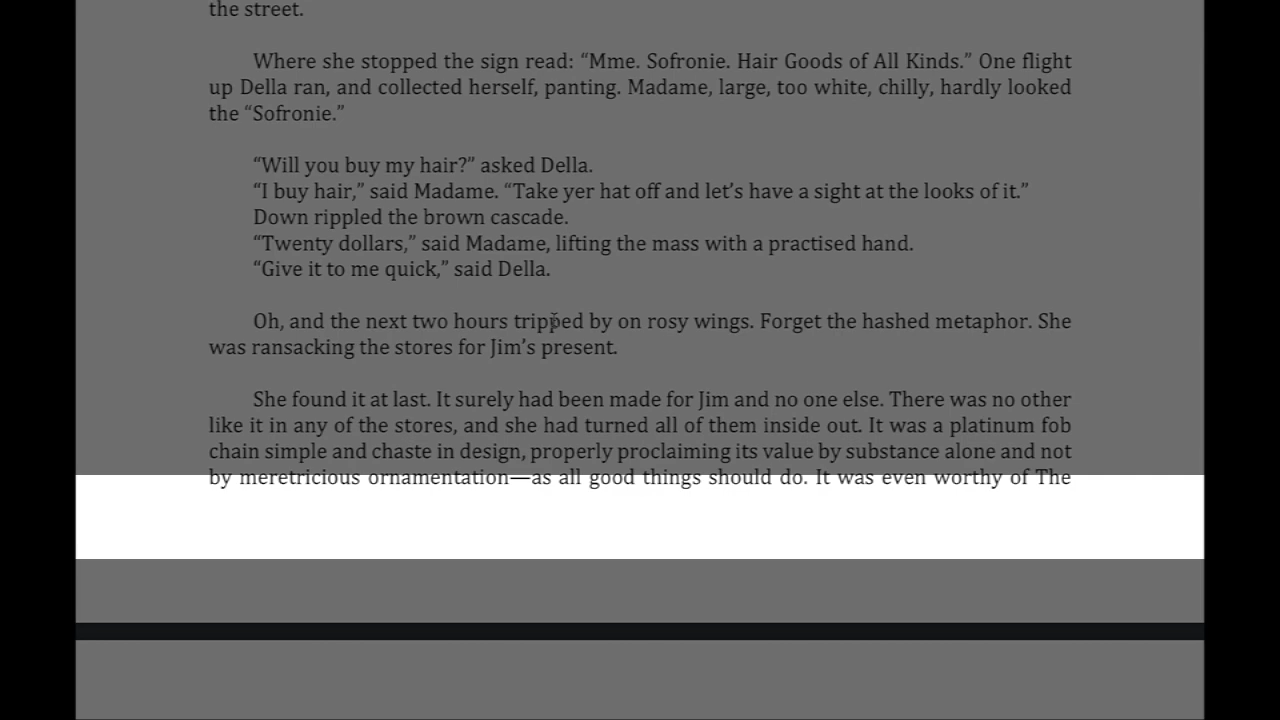 the street.
Where she stopped the sign read: “Mme. Sofronie. Hair Goods of All Kinds.” One flight
up Della ran, and collected herself, panting. Madame, large, too white, chilly, hardly looked
the “Sofronie.”
“Will you buy my hair?” asked Della.
“I buy hair,” said Madame. “Take yer hat off and let’s have a sight at the looks of it.”
Down rippled the brown cascade.
“Twenty dollars,” said Madame, lifting the mass with a practised hand.
“Give it to me quick,” said Della.
Oh, and the next two hours tripped by on rosy wings. Forget the hashed metaphor. She
was ransacking the stores for Jim’s present.
She found it at last. It surely had been made for Jim and no one else. There was no other
like it in any of the stores, and she had turned all of them inside out. It was a platinum fob
chain simple and chaste in design, properly proclaiming its value by substance alone and not
by meretricious ornamentation—as all good things should do. It was even worthy of The